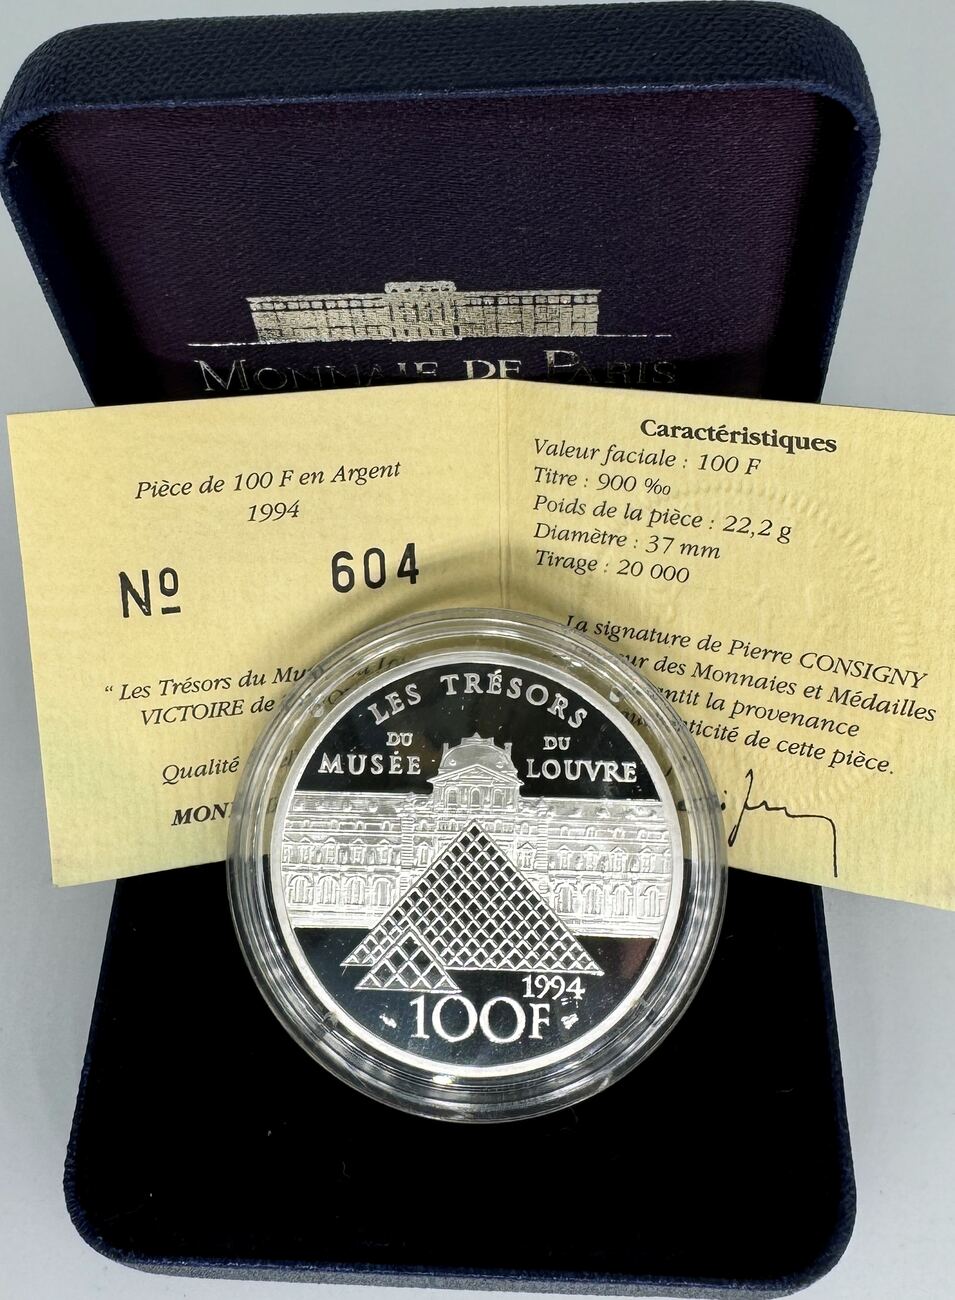 MONNAIE DE PARIS
Pièce de 100 F en Argent
1994
Nº 604
“ Les Trésors du
VICTOIRE de
Qualité
Caractéristiques
Valeur faciale : 100 F
Titre : 900 ‰
Poids de la pièce : 22,2 g
Diamètre : 37 mm
Tirage : 20 000
La signature de Pierre CONSIGNY
des Monnaies et Médailles
la provenance
de cette pièce.
LES TRÉSORS
DU DU
MUSÉE LOUVRE
1994
100F